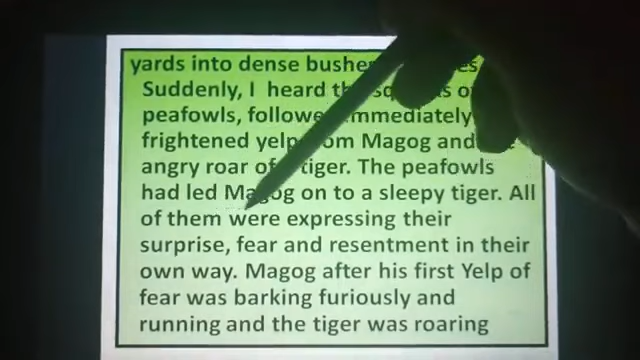 yards into dense bushes
Suddenly, I heard the of
peafowls, followed immediately
frightened yelp from Magog and
angry roar of tiger. The peafowls
had led Magog on to a sleepy tiger. All
of them were expressing their
surprise, fear and resentment in their
own way. Magog after his first Yelp of
fear was barking furiously and
running and the tiger was roaring